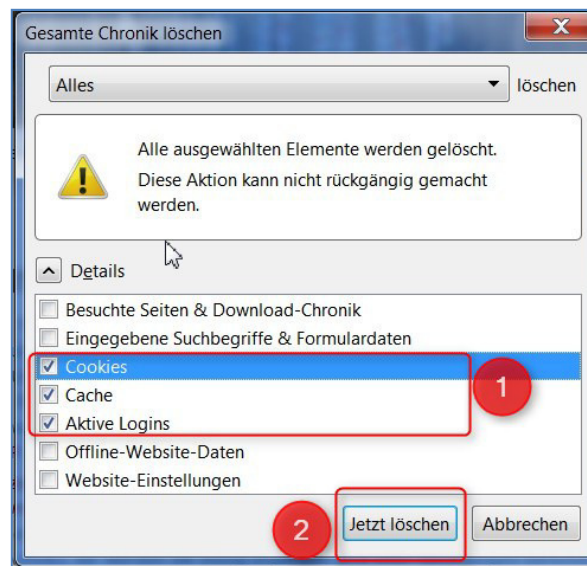 Gesamte Chronik löschen
X
Alles löschen
Alle ausgewählten Elemente werden gelöscht.
Diese Aktion kann nicht rückgängig gemacht
werden.
Details
Besuchte Seiten & Download-Chronik
Eingegebene Suchbegriffe & Formulardaten
Cookies
Cache
Aktive Logins
1
Offline-Website-Daten
Website-Einstellungen
2
Jetzt löschen Abbrechen